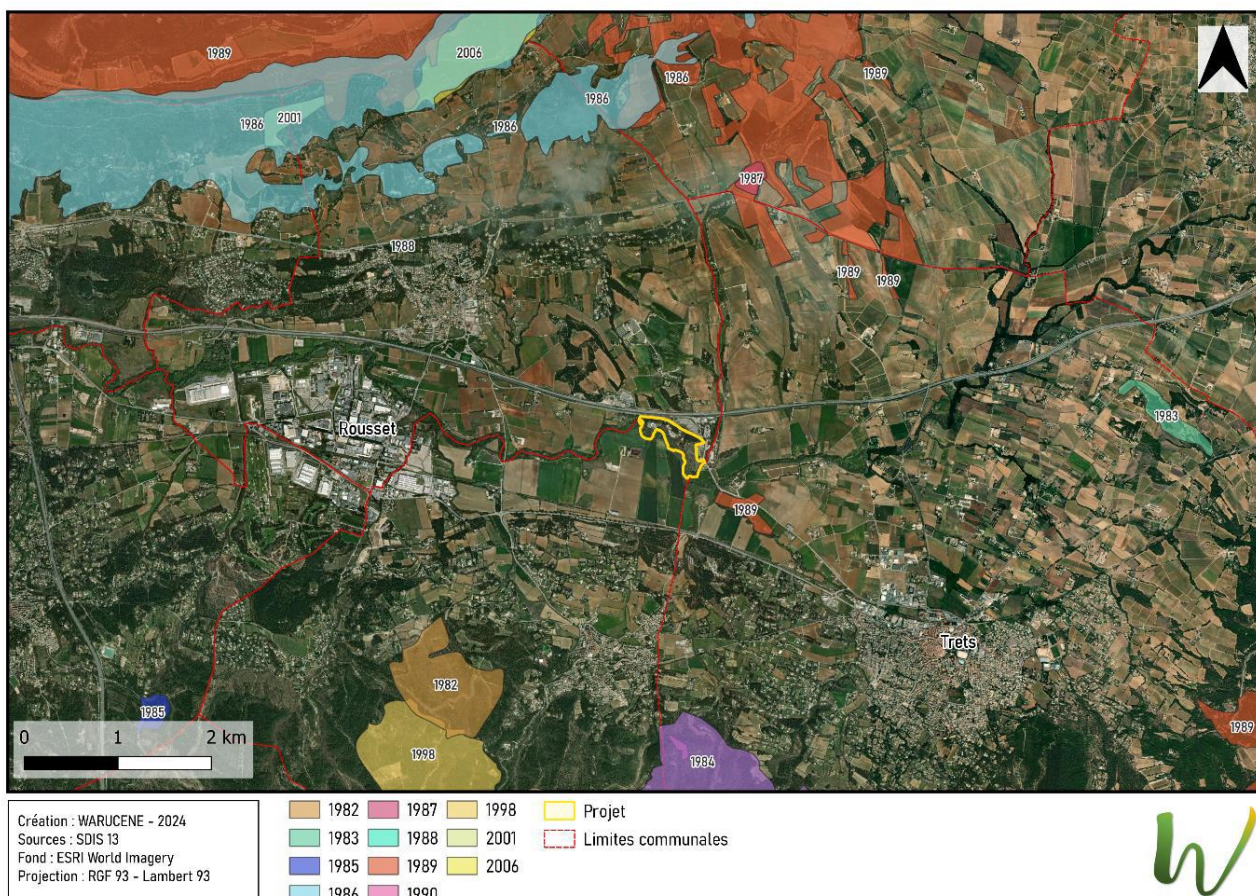 1989
2006
1989
1986
1986
2001
1986
1986
1987
1988
1989
1989
1983
Rousset
1989
Trets
1982
1985
1998
1984
1989
0 1 2 km
Création : WARUCENE - 2024
Sources : SDIS 13
Fond : ESRI World Imagery
Projection : RGF 93 - Lambert 93
1982 1987 1998 Projet
1983 1988 2001 Limites communales
1985 1989 2006
1986 1990